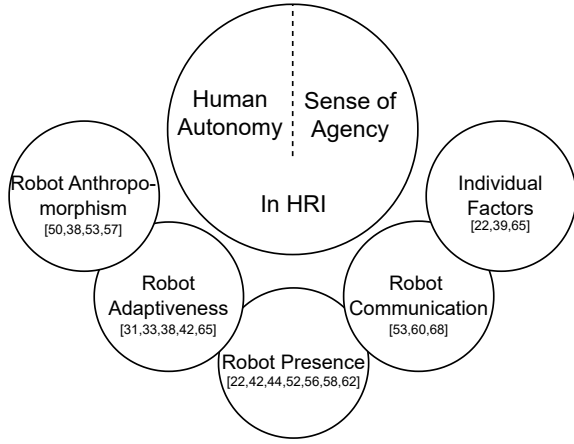 Human
Autonomy
Sense of
Agency
In HRI
Robot Anthropo-
morphism
[50,38,53,57]
Individual
Factors
[22,39,65]
Robot
Adaptiveness
[31,33,38,42,65]
Robot
Communication
[53,60,68]
Robot Presence
[22,42,44,52,56,58,62]